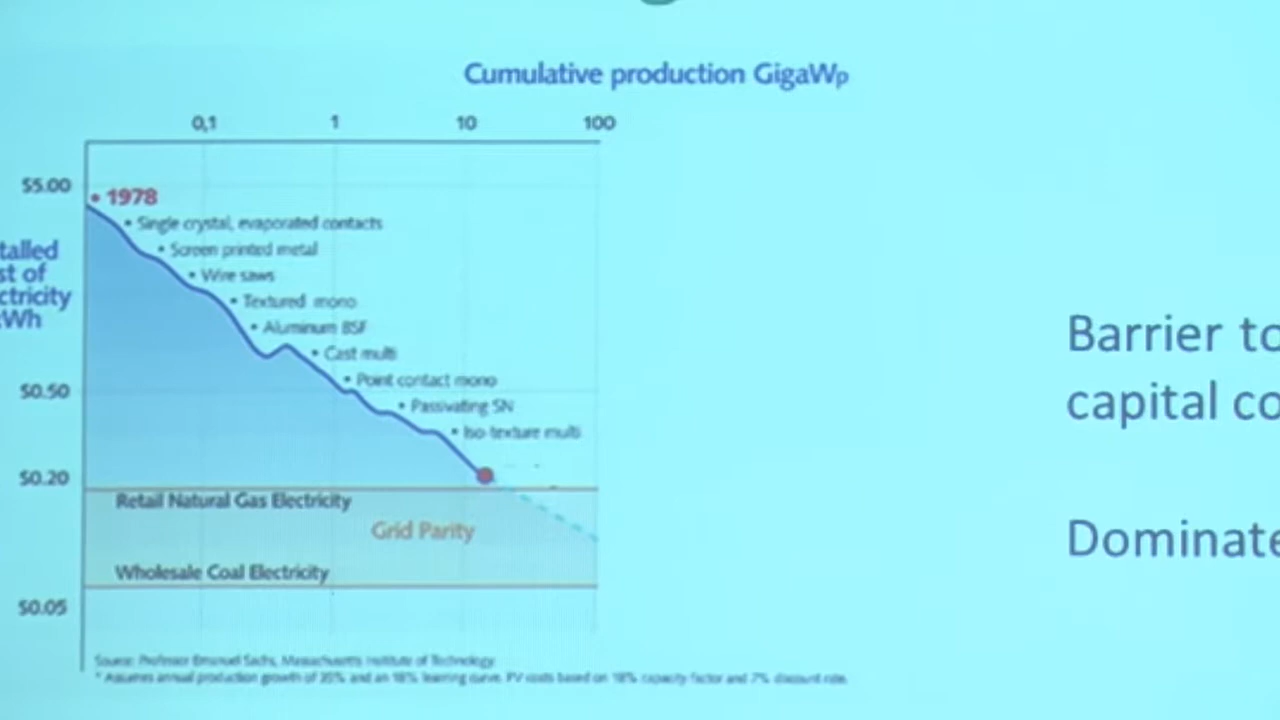 Cumulative production GigaWp
0,1 1 10 100
$5.00
1978
Single crystal, evaporated contacts
talled
Screen printed metal
st of
Wire saws
ctricity
Textured mono
Wh
Aluminum BSF
Cast multi
Point contact mono
$0.50
Passivating SN
Iso-texture multi
$0.20
Retail Natural Gas Electricity
Grid Parity
Wholesale Coal Electricity
$0.05
Source: Professor Emanuel Sachs, Massachusetts Institute of Technology
* Assumes annual production growth of 35% and an 18% learning curve. PV costs based on 18% capacity factor and 7% discount rate.
Barrier to
capital co
Dominate